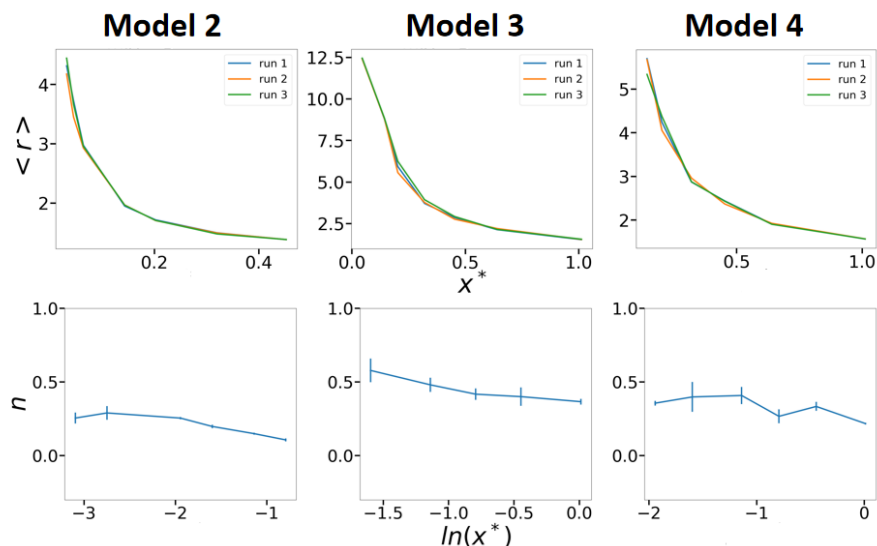 Model 2 Model 3 Model 4
<r>
4
3
2
0.2 0.4
run 1
run 2
run 3
12.5
10.0
7.5
5.0
2.5
0.0 0.5 1.0
run 1
run 2
run 3
5
4
3
2
0.5 1.0
run 1
run 2
run 3
x*
n
1.0
0.5
0.0
−3 −2 −1
1.0
0.5
0.0
−1.5 −1.0 −0.5 0.0
1.0
0.5
0.0
−2 −1 0
ln(x*)